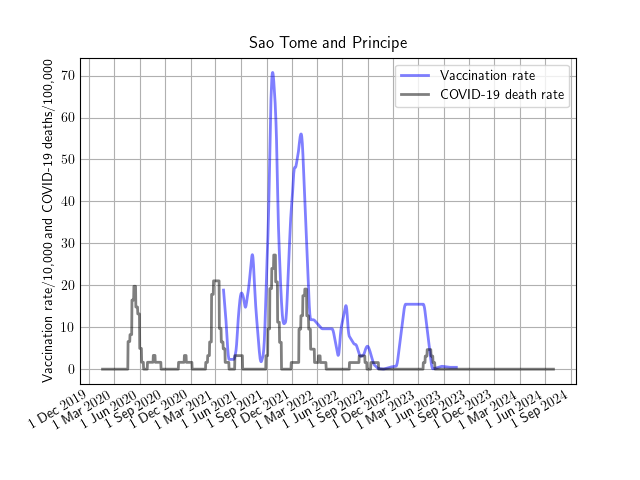 Sao Tome and Principe
Vaccination rate/10,000 and COVID-19 deaths/100,000
70
60
50
40
30
20
10
0
Vaccination rate
COVID-19 death rate
1 Dec 2019
1 Mar 2020
1 Jun 2020
1 Sep 2020
1 Dec 2020
1 Mar 2021
1 Jun 2021
1 Sep 2021
1 Dec 2021
1 Mar 2022
1 Jun 2022
1 Sep 2022
1 Dec 2022
1 Mar 2023
1 Jun 2023
1 Sep 2023
1 Dec 2023
1 Mar 2024
1 Jun 2024
1 Sep 2024